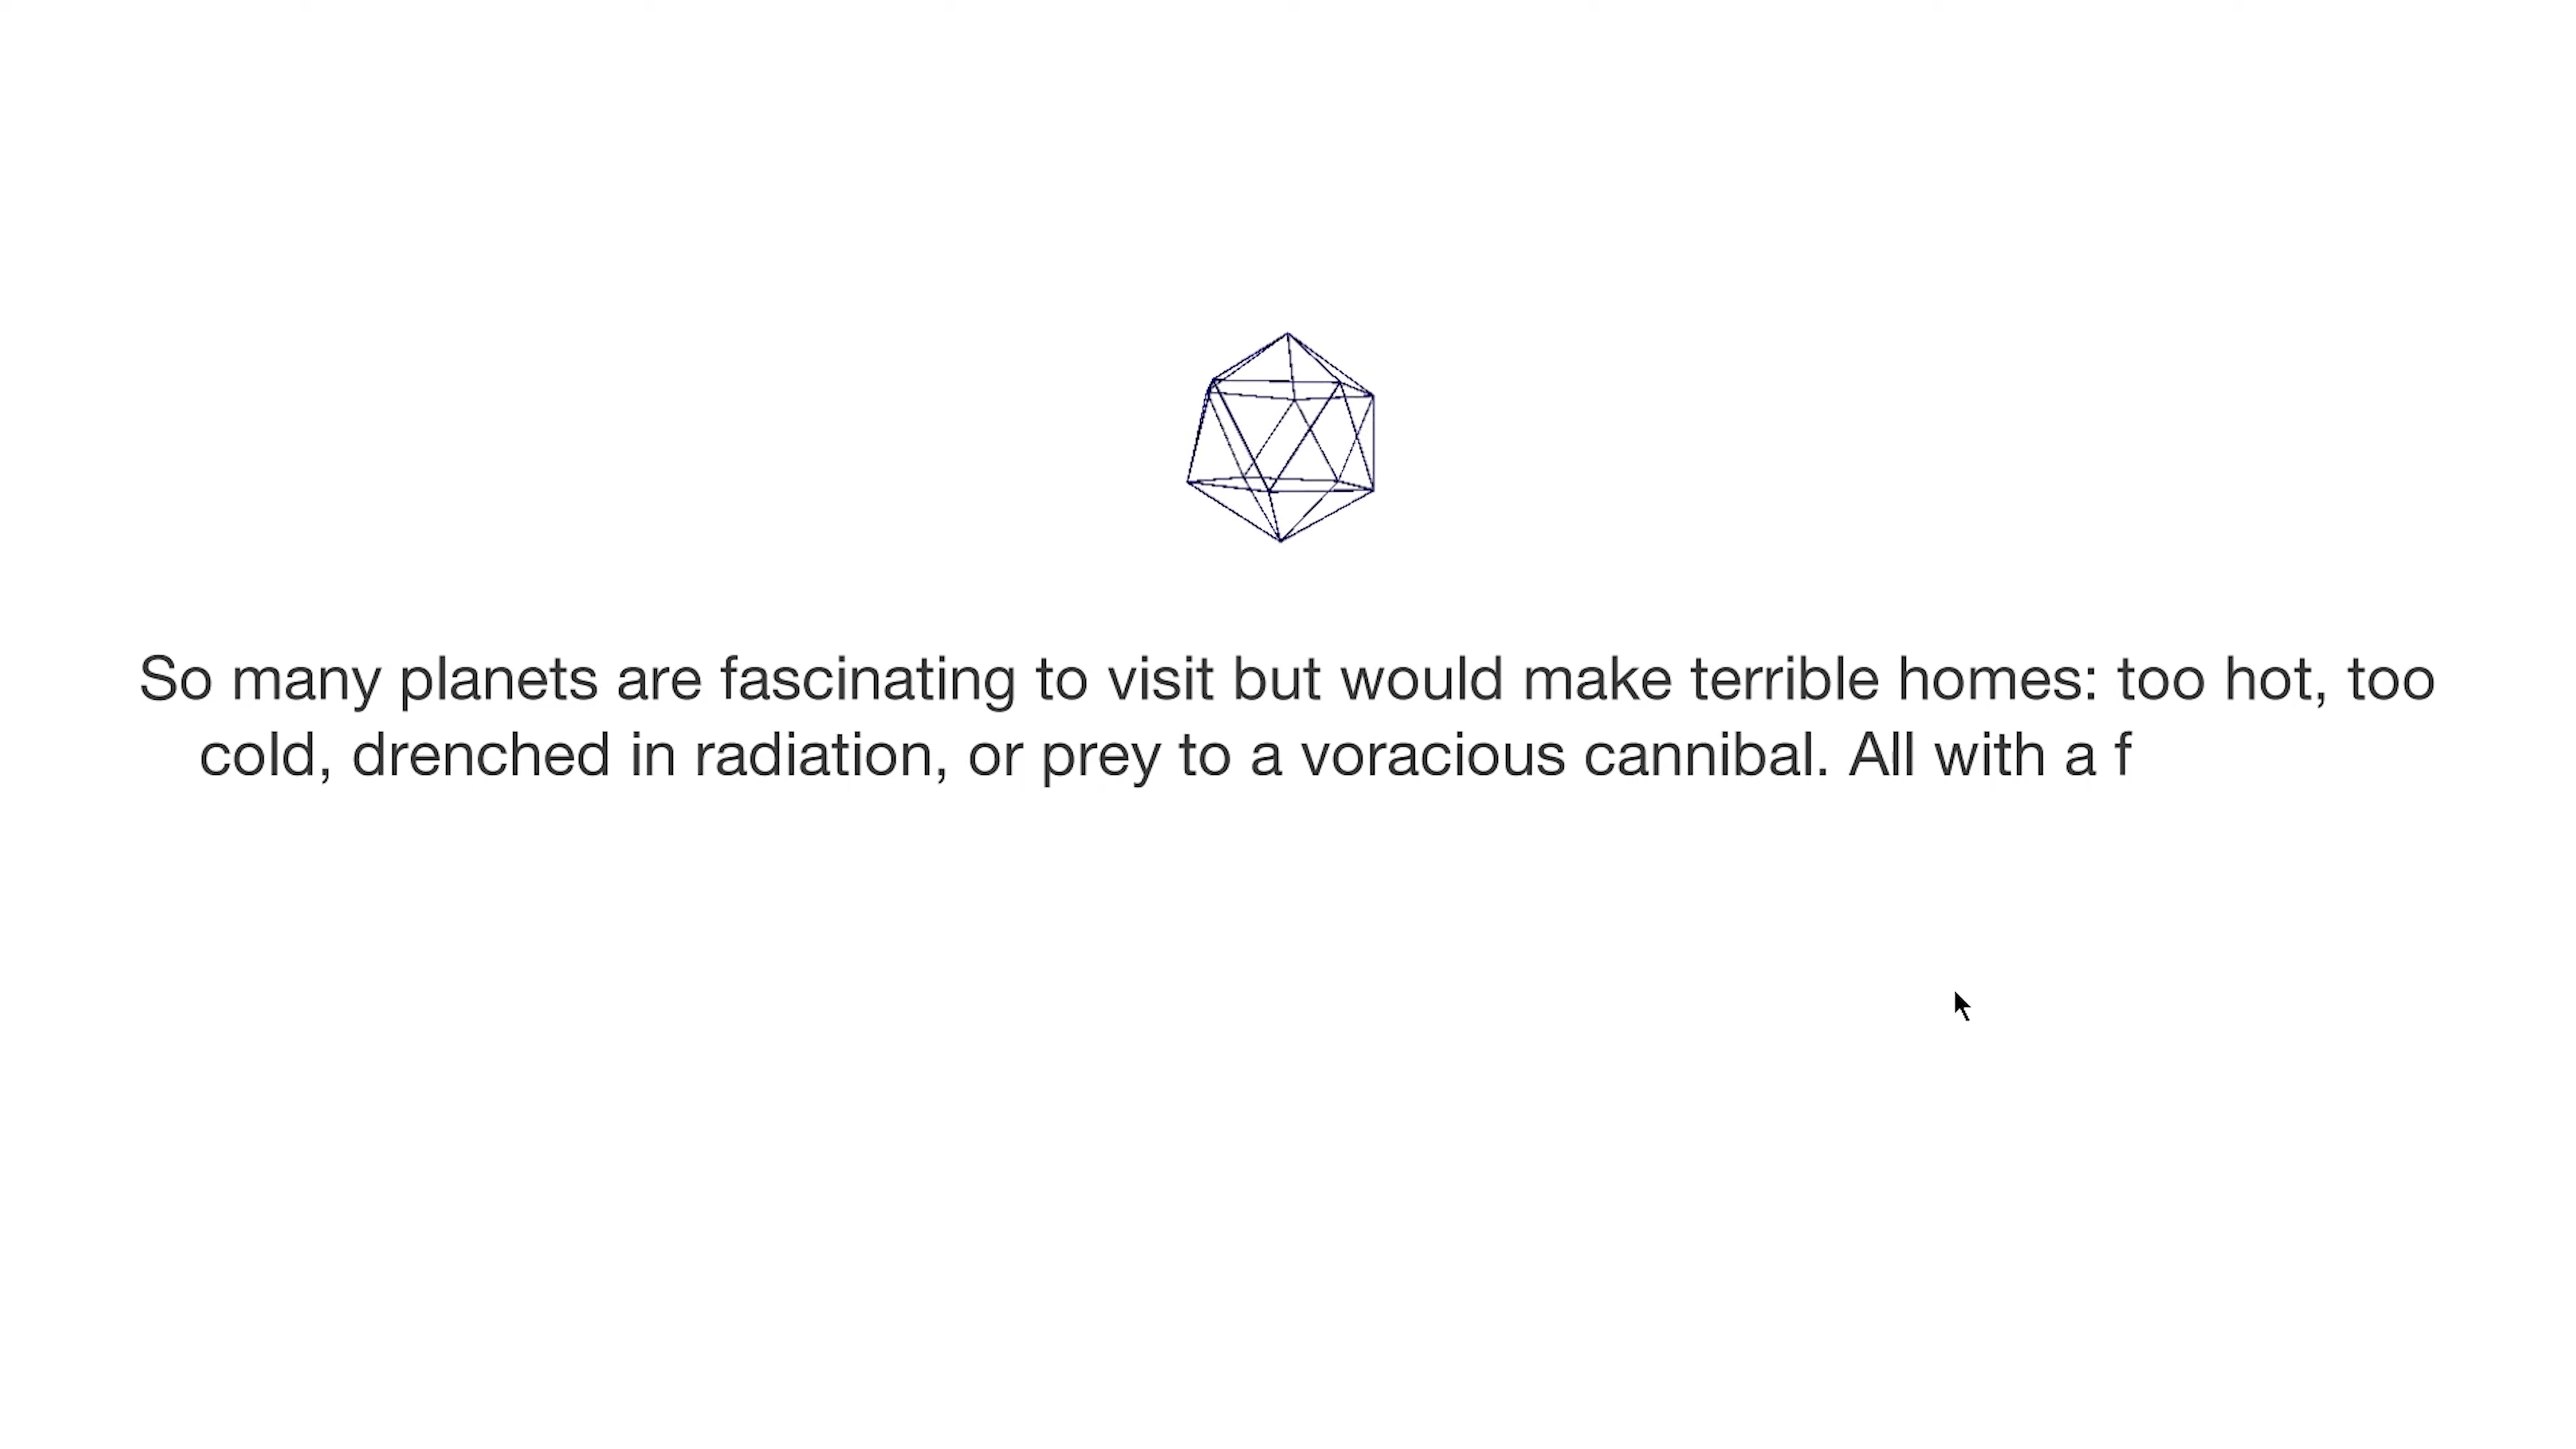 So many planets are fascinating to visit but would make terrible homes: too hot, too
cold, drenched in radiation, or prey to a voracious cannibal. All with a f